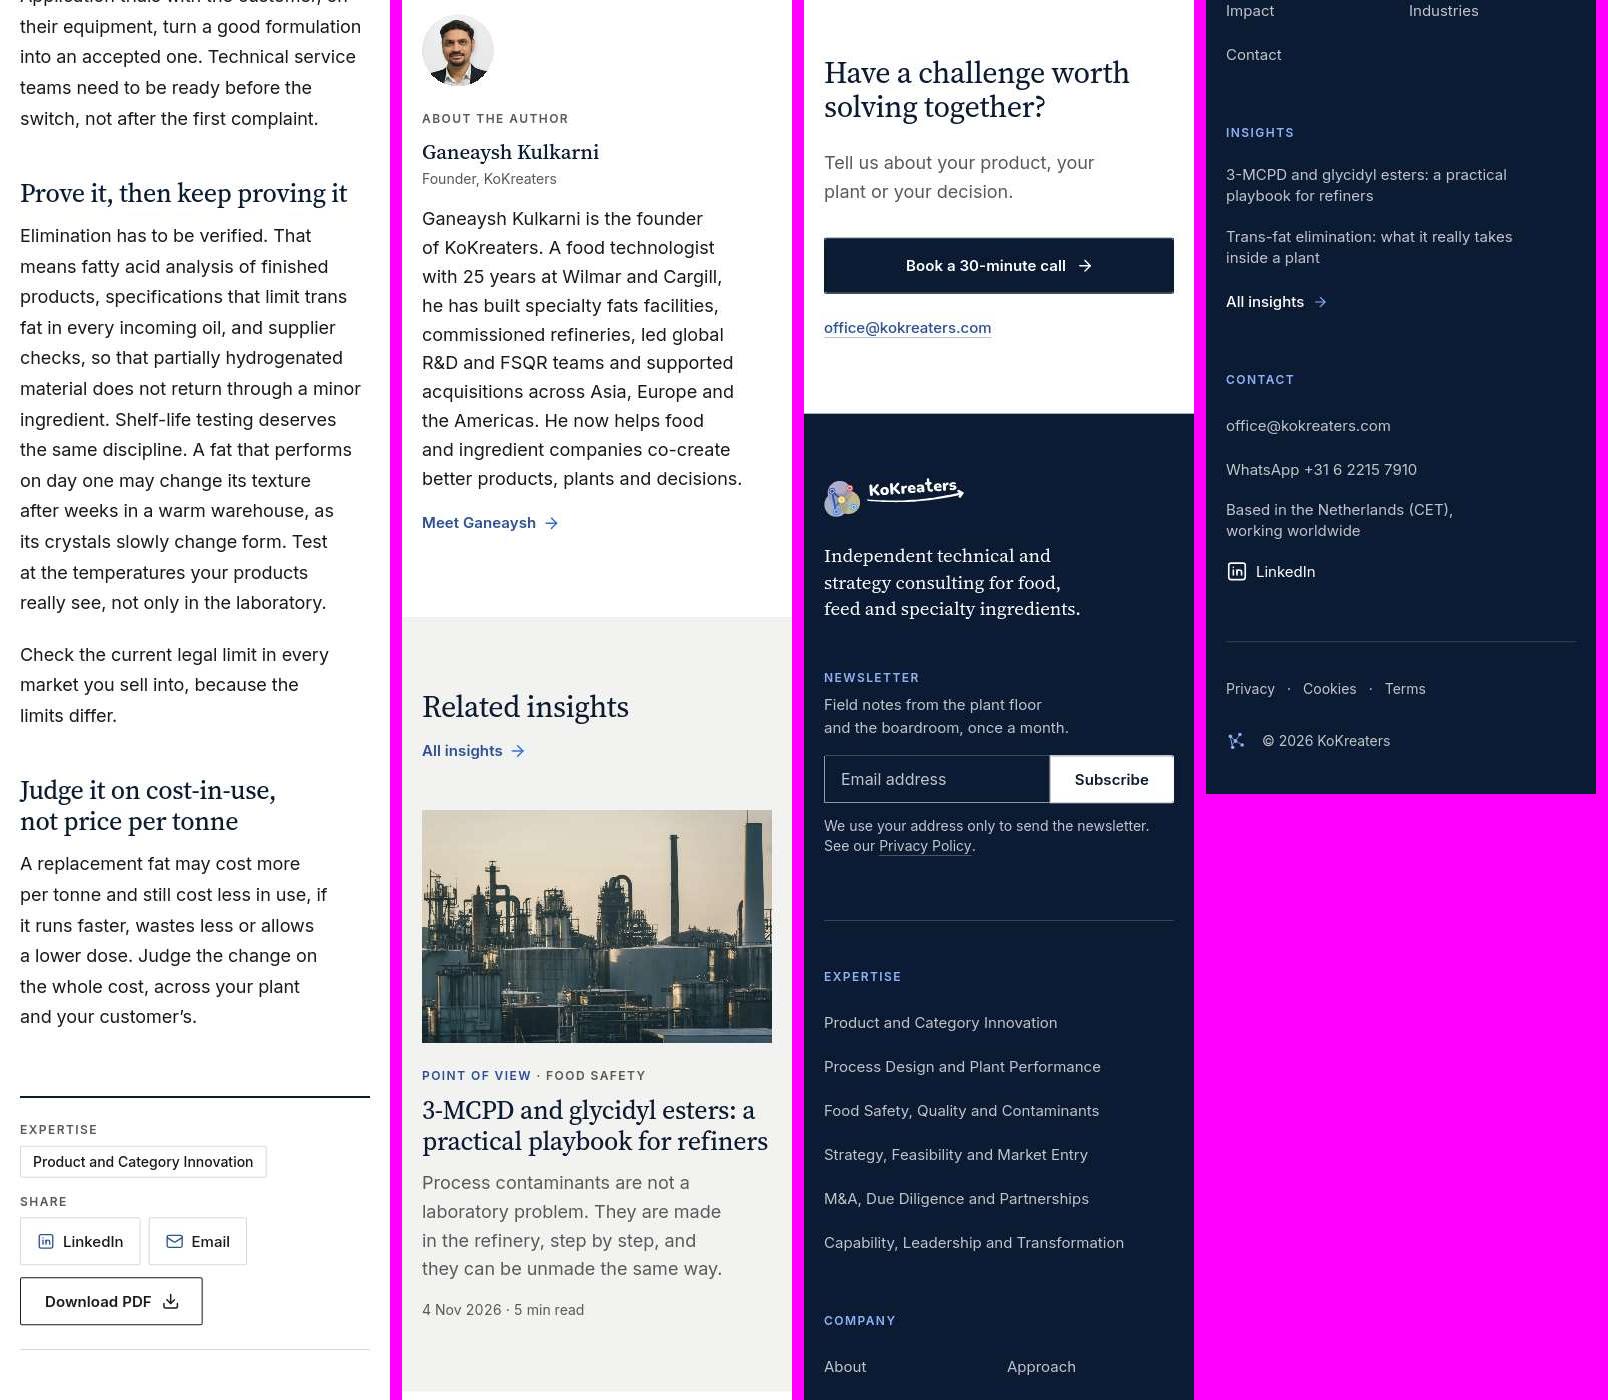 Application trials with the customer, on
their equipment, turn a good formulation
into an accepted one. Technical service
teams need to be ready before the
switch, not after the first complaint.
Prove it, then keep proving it
Elimination has to be verified. That
means fatty acid analysis of finished
products, specifications that limit trans
fat in every incoming oil, and supplier
checks, so that partially hydrogenated
material does not return through a minor
ingredient. Shelf-life testing deserves
the same discipline. A fat that performs
on day one may change its texture
after weeks in a warm warehouse, as
its crystals slowly change form. Test
at the temperatures your products
really see, not only in the laboratory.
Check the current legal limit in every
market you sell into, because the
limits differ.
Judge it on cost-in-use,
not price per tonne
A replacement fat may cost more
per tonne and still cost less in use, if
it runs faster, wastes less or allows
a lower dose. Judge the change on
the whole cost, across your plant
and your customer’s.
EXPERTISE
Product and Category Innovation
SHARE
LinkedIn
Email
Download PDF
ABOUT THE AUTHOR
Ganeaysh Kulkarni
Founder, KoKreaters
Ganeaysh Kulkarni is the founder
of KoKreaters. A food technologist
with 25 years at Wilmar and Cargill,
he has built specialty fats facilities,
commissioned refineries, led global
R&D and FSQR teams and supported
acquisitions across Asia, Europe and
the Americas. He now helps food
and ingredient companies co-create
better products, plants and decisions.
Meet Ganeaysh →
Related insights
All insights →
POINT OF VIEW · FOOD SAFETY
3-MCPD and glycidyl esters: a
practical playbook for refiners
Process contaminants are not a
laboratory problem. They are made
in the refinery, step by step, and
they can be unmade the same way.
4 Nov 2026 · 5 min read
Have a challenge worth
solving together?
Tell us about your product, your
plant or your decision.
Book a 30-minute call →
office@kokreaters.com
KoKreaters
Independent technical and
strategy consulting for food,
feed and specialty ingredients.
NEWSLETTER
Field notes from the plant floor
and the boardroom, once a month.
Email address
Subscribe
We use your address only to send the newsletter.
See our Privacy Policy.
EXPERTISE
Product and Category Innovation
Process Design and Plant Performance
Food Safety, Quality and Contaminants
Strategy, Feasibility and Market Entry
M&A, Due Diligence and Partnerships
Capability, Leadership and Transformation
COMPANY
About
Approach
Impact
Industries
Contact
INSIGHTS
3-MCPD and glycidyl esters: a practical
playbook for refiners
Trans-fat elimination: what it really takes
inside a plant
All insights →
CONTACT
office@kokreaters.com
WhatsApp +31 6 2215 7910
Based in the Netherlands (CET),
working worldwide
LinkedIn
Privacy · Cookies · Terms
© 2026 KoKreaters